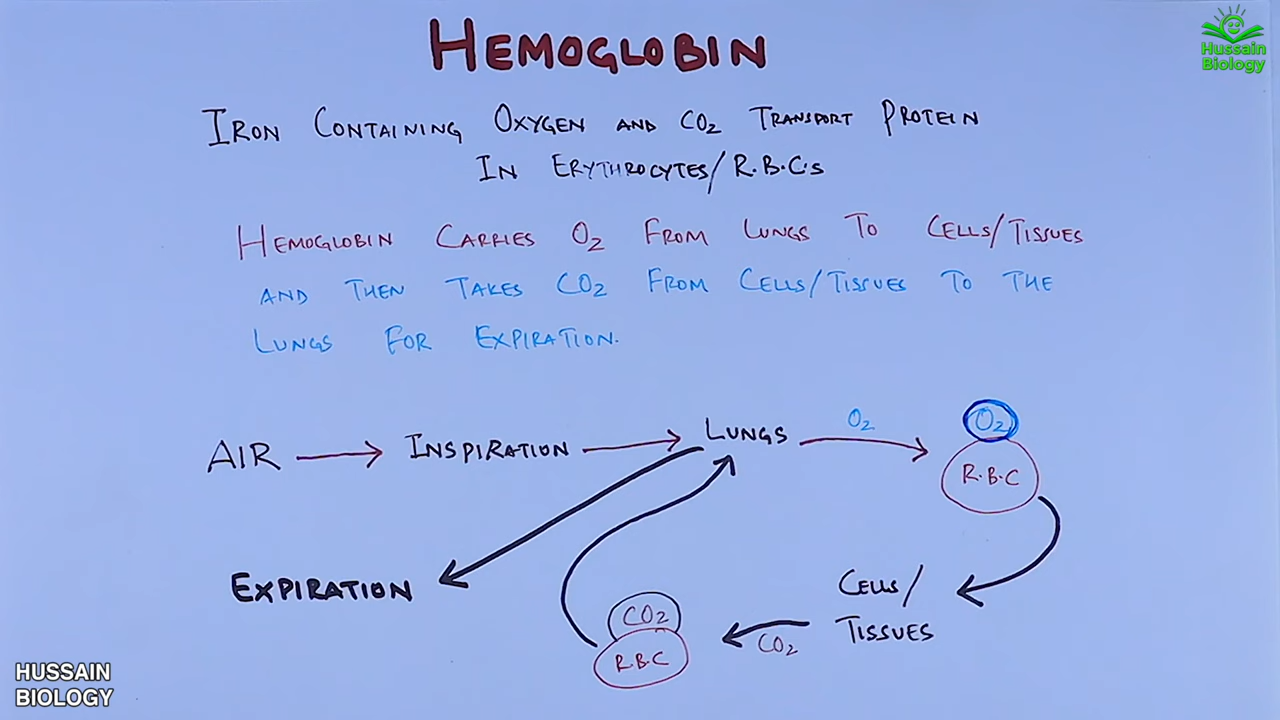 HEMOGLOBIN
Hussain
Biology
IRON CONTAINING OXYGEN AND CO2 TRANSPORT PROTEIN
IN ERYTHROCYTES/R.B.C's
HEMOGLOBIN CARRIES O2 FROM LUNGS TO CELLS/TISSUES
AND THEN TAKES CO2 FROM CELLS/TISSUES TO THE
LUNGS FOR EXPIRATION.
AIR
INSPIRATION
LUNGS
O2
O2
R.B.C
EXPIRATION
CELLS/
TISSUES
CO2
CO2
R.B.C
HUSSAIN
BIOLOGY